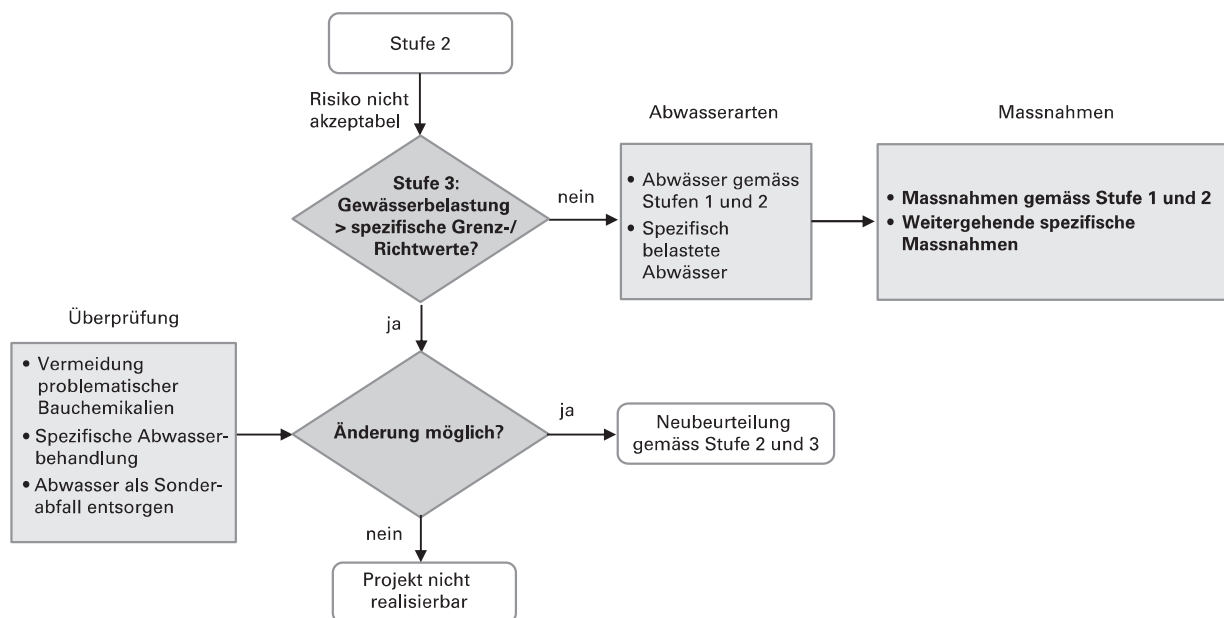 Stufe 2
Risiko nicht
akzeptabel
Stufe 3:
Gewässerbelastung
> spezifische Grenz-/
Richtwerte?
nein
Abwasserarten
• Abwässer gemäss
Stufen 1 und 2
• Spezifisch
belastete
Abwässer
Massnahmen
• Massnahmen gemäss Stufe 1 und 2
• Weitergehende spezifische
Massnahmen
ja
Überprüfung
• Vermeidung
problematischer
Bauchemikalien
• Spezifische Abwasser-
behandlung
• Abwasser als Sonder-
abfall entsorgen
Änderung möglich?
ja
Neubeurteilung
gemäss Stufe 2 und 3
nein
Projekt nicht
realisierbar